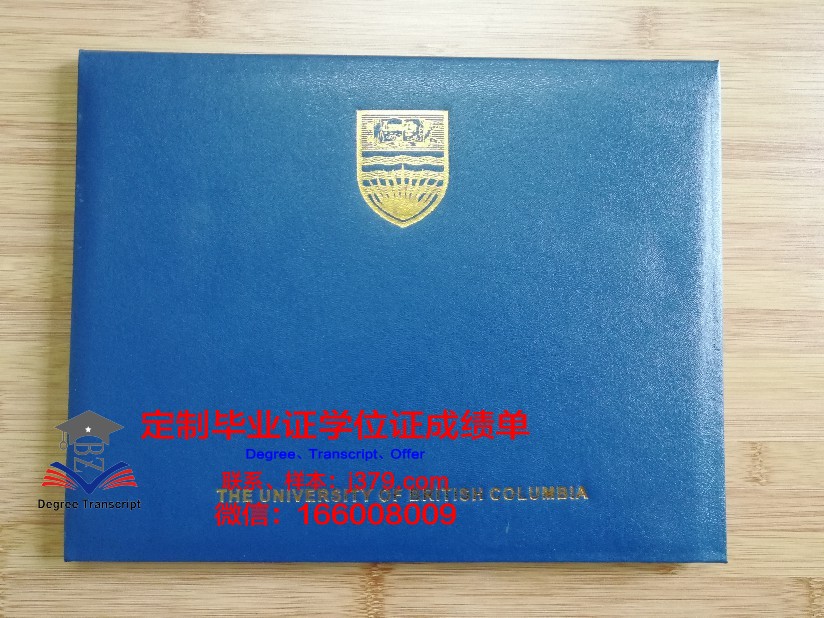 定制毕业证学位证成绩单
Degree、Transcript、Offer
BZ
Degree Transcript
联系、样本：j379.com
THE UNIVERSITY OF BRITISH COLUMBIA
微信：166008009